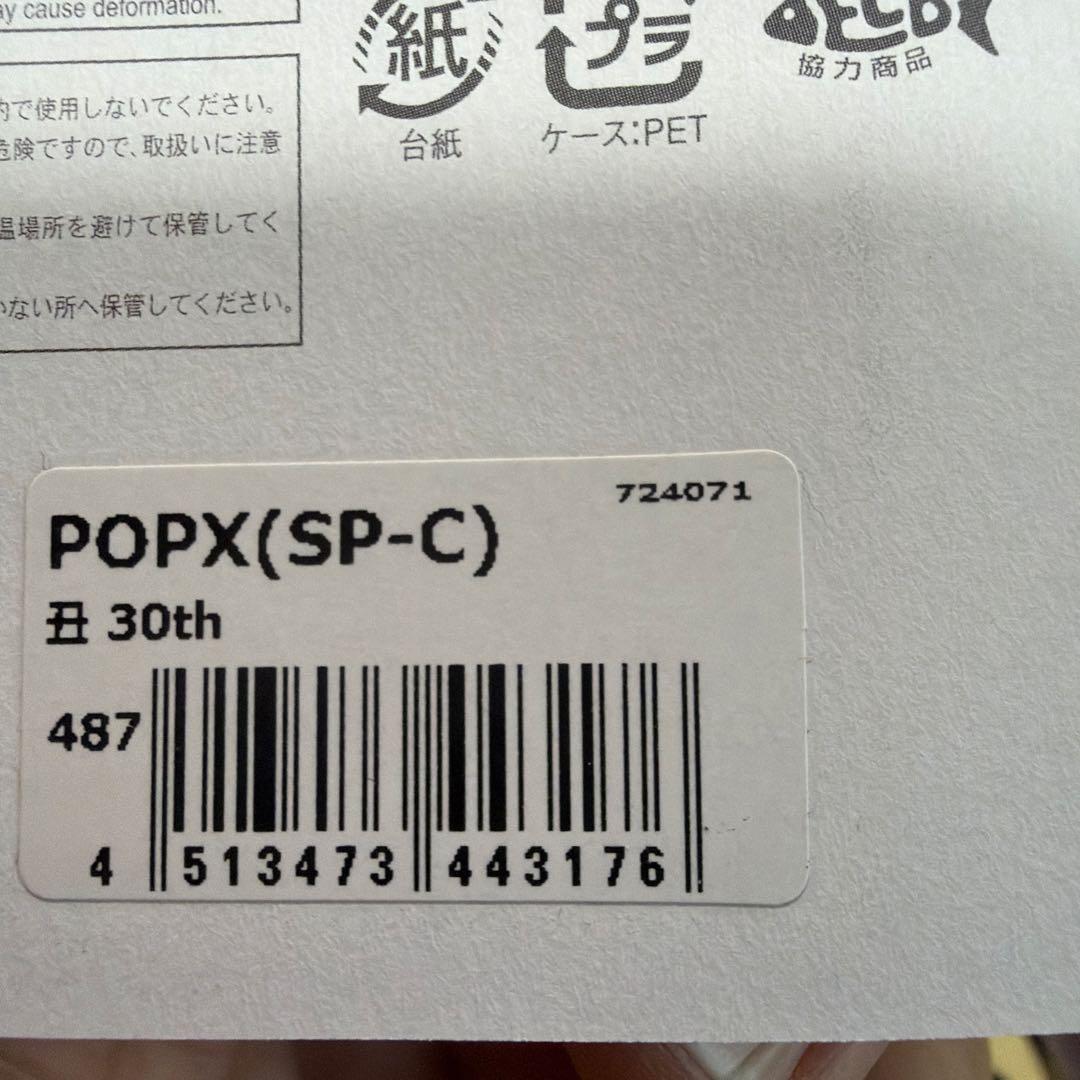 ay cause deformation.
的で使用しないでください。
危険ですので、取扱いに注意
温場所を避けて保管してく
かない所へ保管してください。
紙
台紙
プラ
ケース:PET
DECOY
協力商品
724071
POPX(SP-C)
丑 30th
487
4 513473 443176